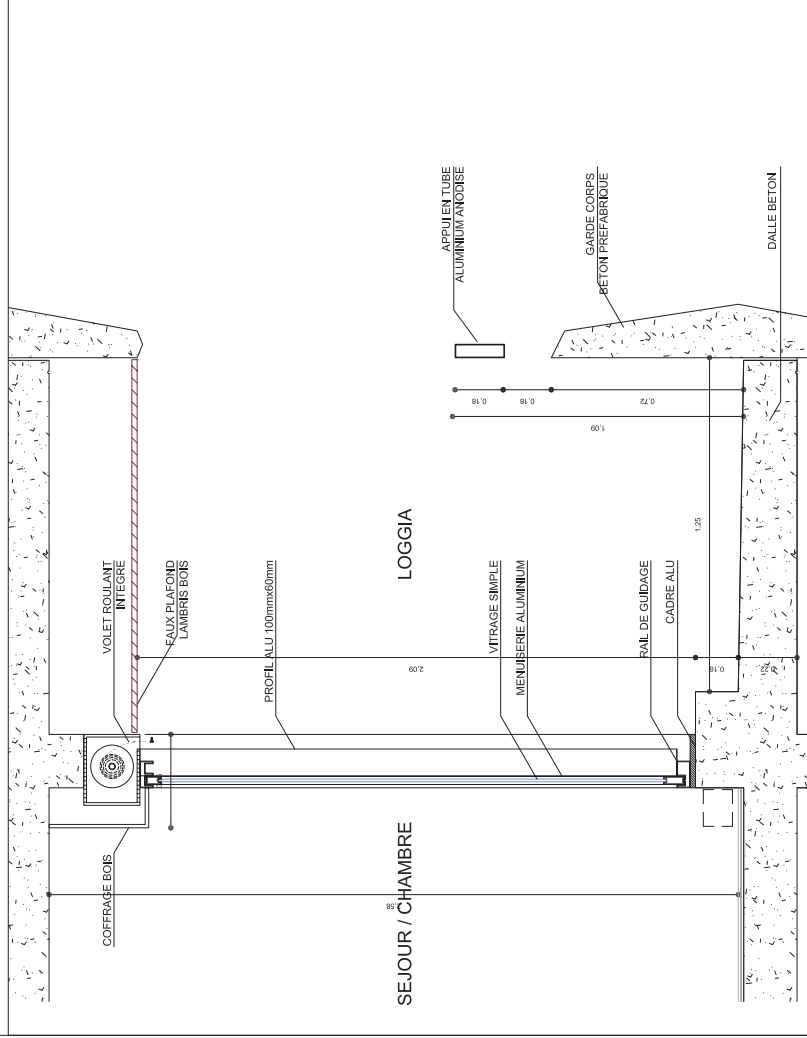 COFFRAGE BOIS
VOLET ROULANT
INTEGRE
FAUX PLAFOND
LAMBRIS BOIS
PROFIL ALU 100mmx60mm
SEJOUR / CHAMBRE
LOGGIA
APPUI EN TUBE
ALUMINIUM ANODISE
VITRAGE SIMPLE
MENUISERIE ALUMINIUM
GARDE CORPS
BETON PREFABRIQUE
RAIL DE GUIDAGE
CADRE ALU
DALLE BETON
2,09
0,16
0,22
1,25
0,18
0,18
0,72
1,09